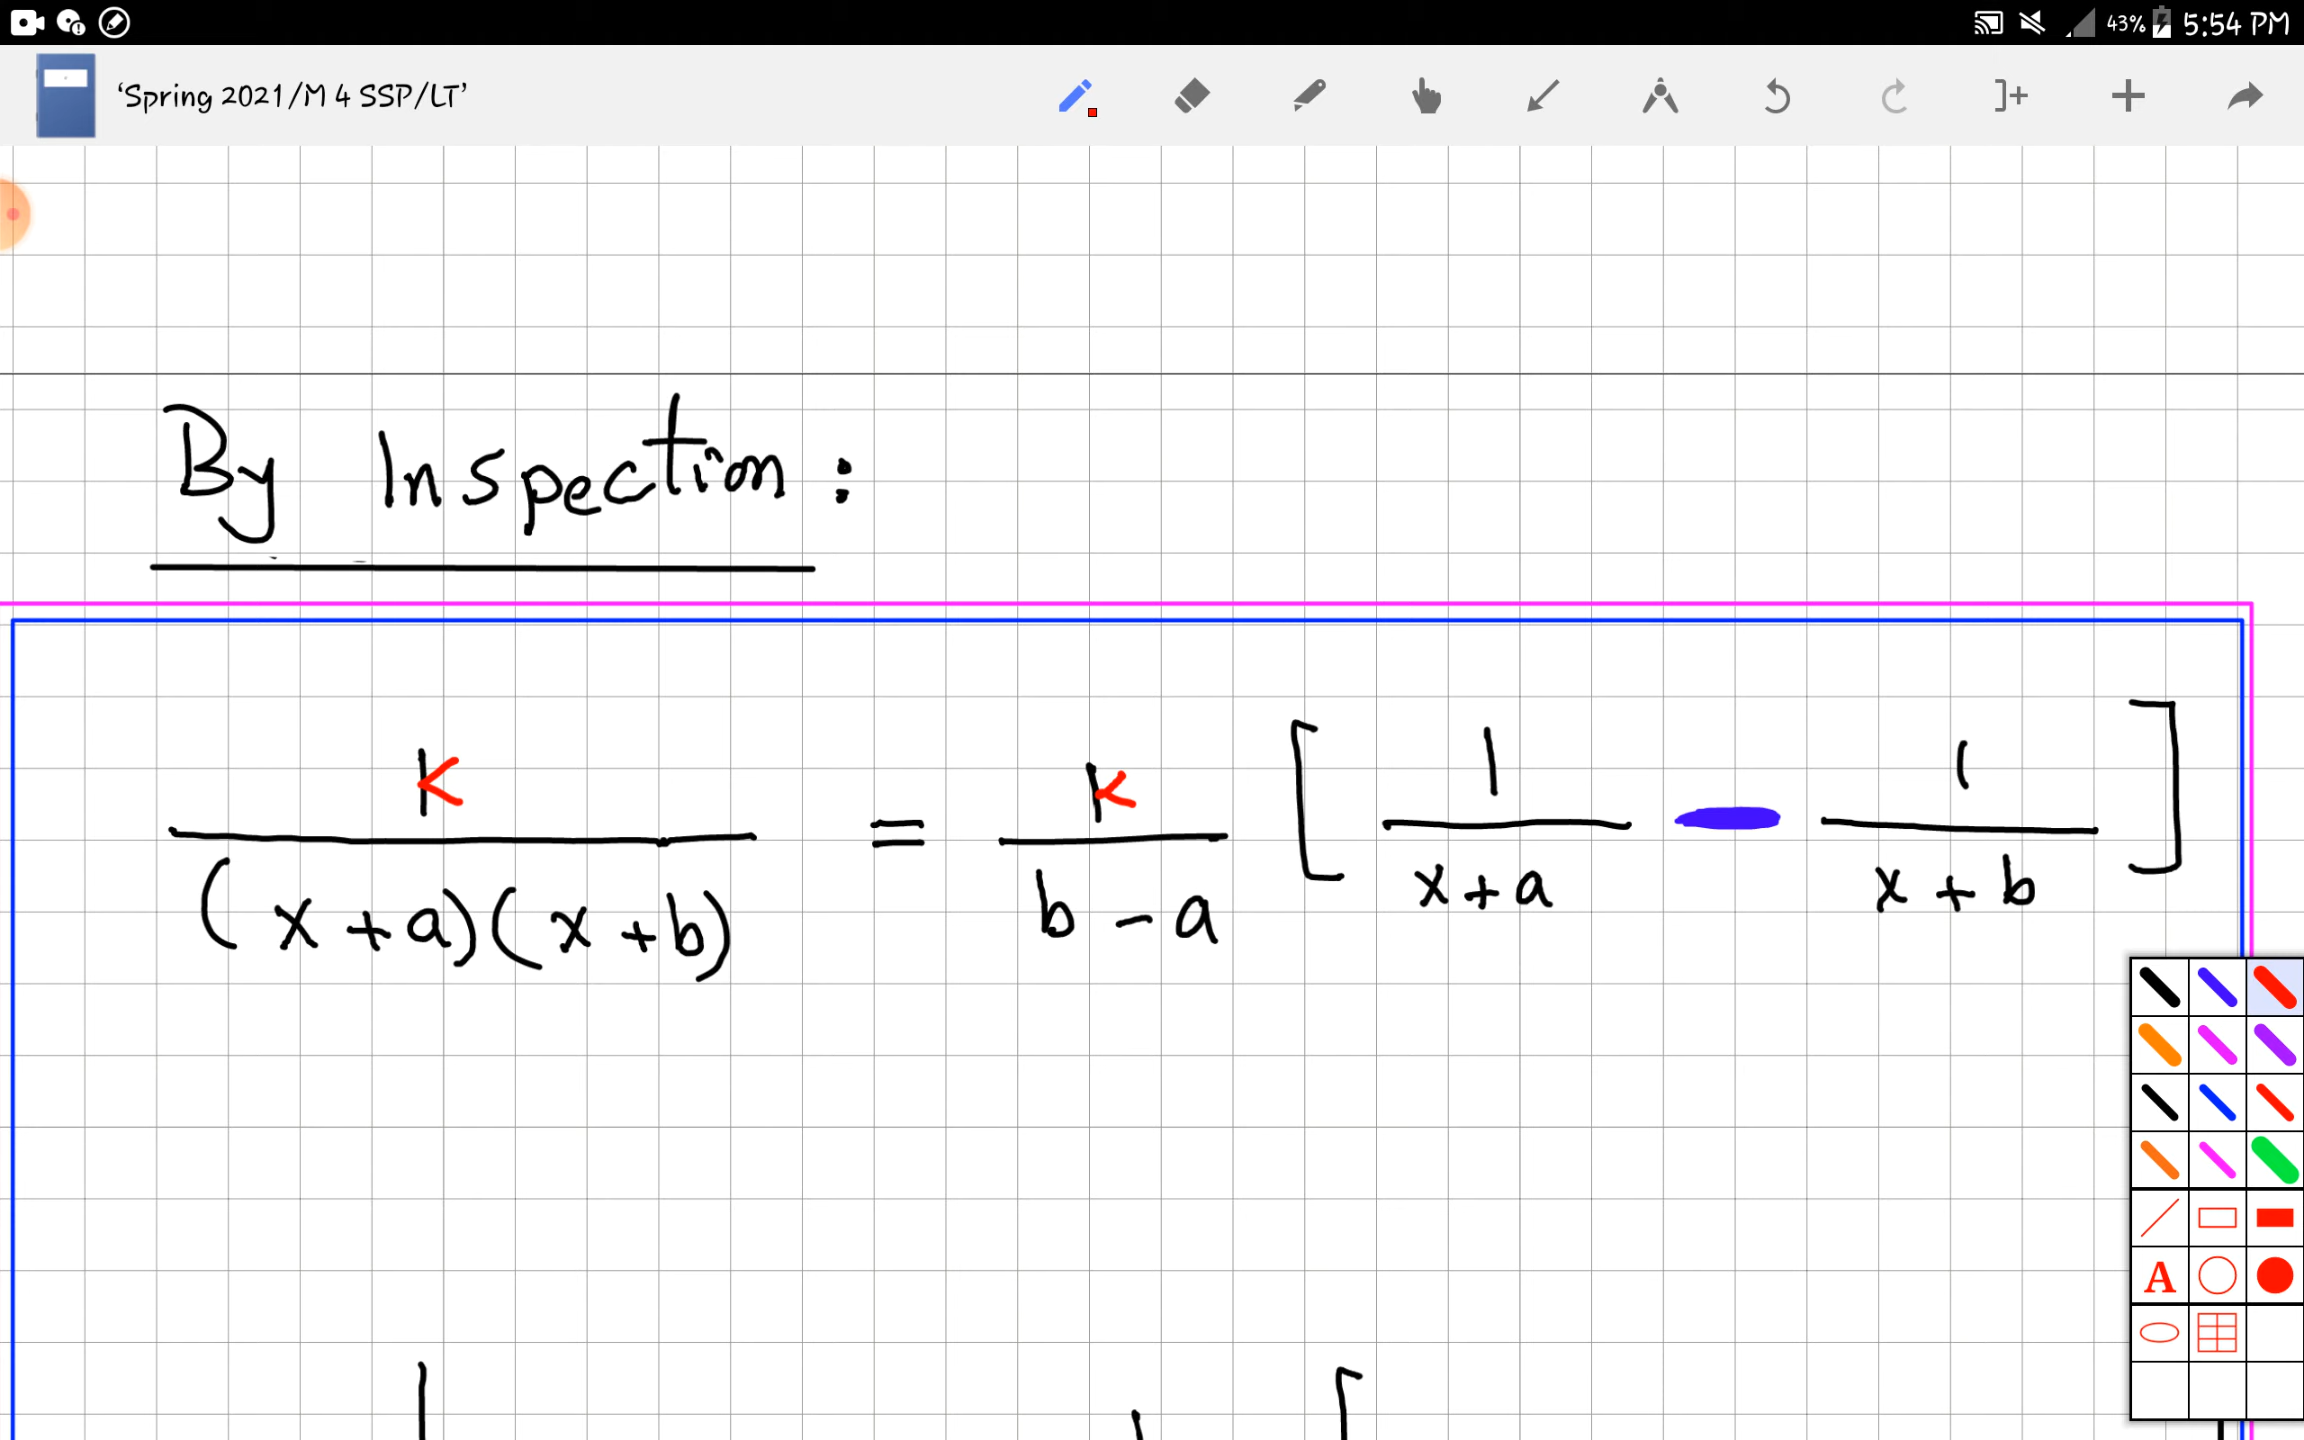 43% 5:54 PM
‘Spring 2021/M 4 SSP/LT’
By Inspection :
K / (x + a)(x + b) = K / b - a [ 1 / x + a - 1 / x + b ]
A